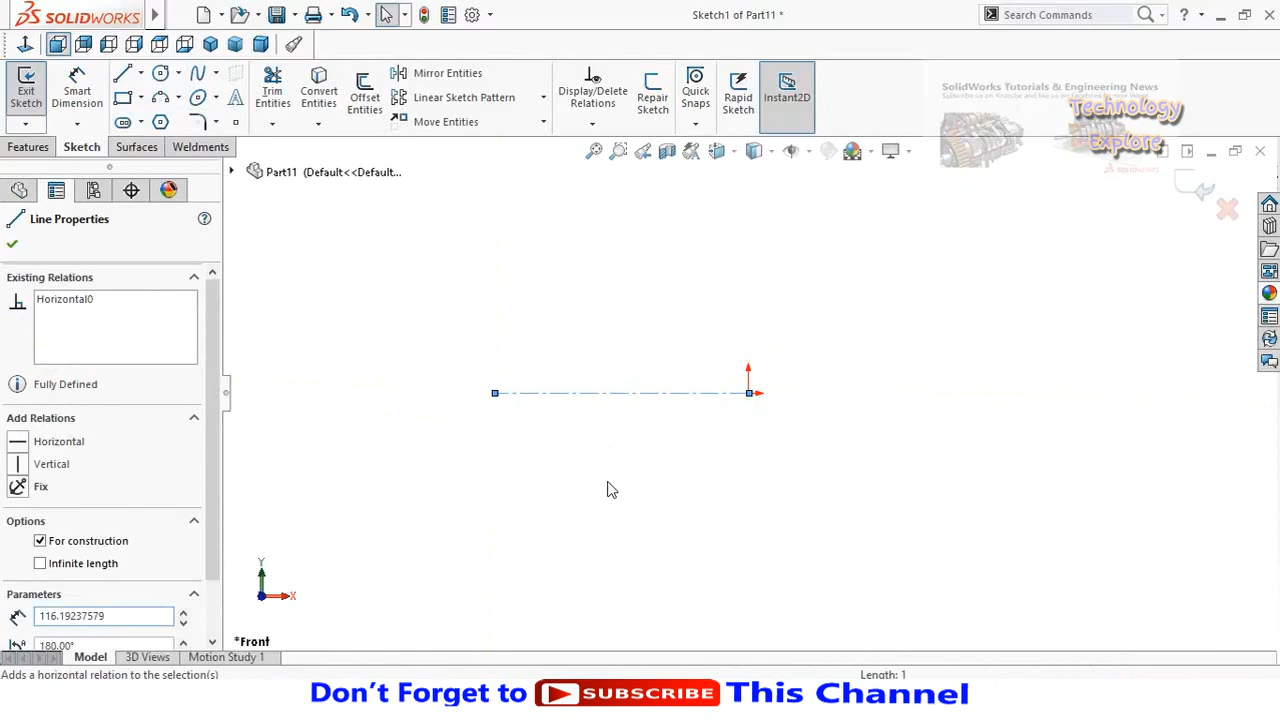 SOLIDWORKS
Sketch1 of Part11 *
Search Commands
?
Exit Sketch
Smart Dimension
Trim Entities
Convert Entities
Offset Entities
Mirror Entities
Linear Sketch Pattern
Move Entities
Display/Delete Relations
Repair Sketch
Quick Snaps
Rapid Sketch
Instant2D
SolidWorks Tutorials & Engineering News
Technology
Explore
Features
Sketch
Surfaces
Weldments
Part11 (Default<<Default...
Line Properties
?
Existing Relations
Horizontal0
Fully Defined
Add Relations
Horizontal
Vertical
Fix
Options
For construction
Infinite length
Parameters
116.19237579
180.00°
Y
X
*Front
Model
3D Views
Motion Study 1
Adds a horizontal relation to the selection(s)
Length: 1
Don't Forget to SUBSCRIBE This Channel